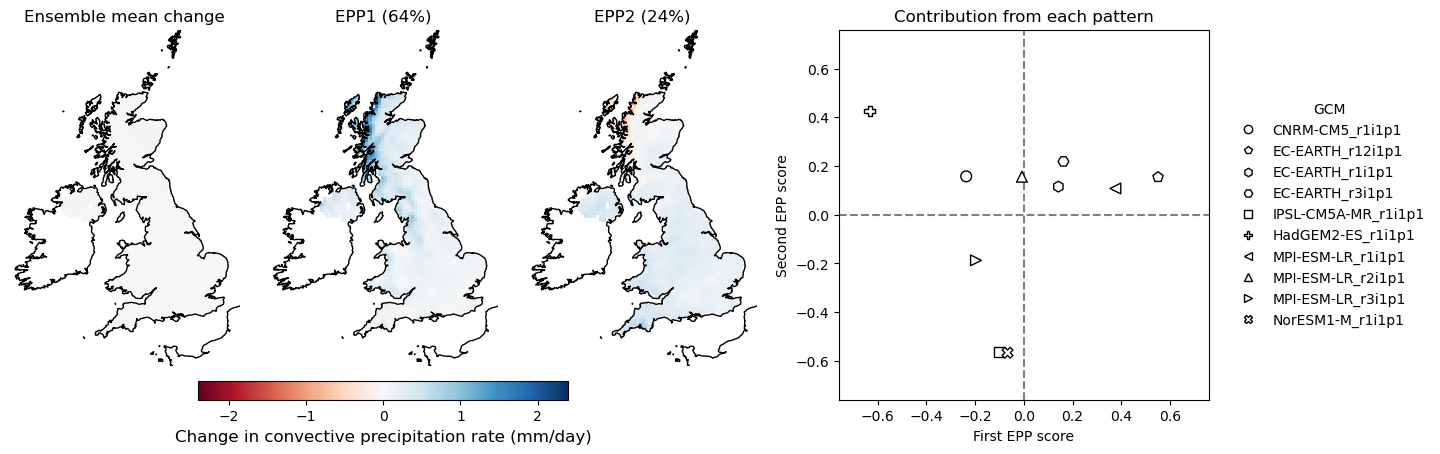 Ensemble mean change
EPP1 (64%)
EPP2 (24%)
−2
−1
0
1
2
Change in convective precipitation rate (mm/day)
Contribution from each pattern
Second EPP score
0.6
0.4
0.2
0.0
−0.2
−0.4
−0.6
−0.6
−0.4
−0.2
0.0
0.2
0.4
0.6
First EPP score
GCM
CNRM-CM5_r1i1p1
EC-EARTH_r12i1p1
EC-EARTH_r1i1p1
EC-EARTH_r3i1p1
IPSL-CM5A-MR_r1i1p1
HadGEM2-ES_r1i1p1
MPI-ESM-LR_r1i1p1
MPI-ESM-LR_r2i1p1
MPI-ESM-LR_r3i1p1
NorESM1-M_r1i1p1